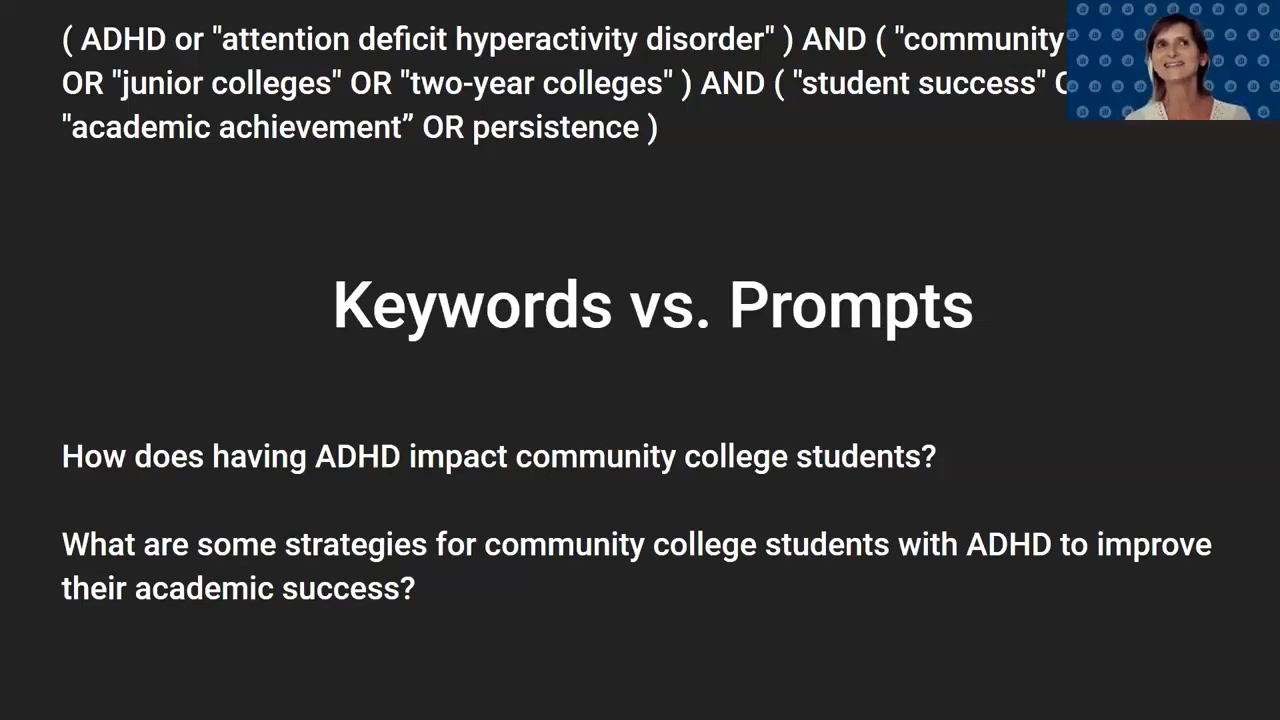 ( ADHD or "attention deficit hyperactivity disorder" ) AND ( "community
OR "junior colleges" OR "two-year colleges" ) AND ( "student success"
"academic achievement” OR persistence )
Keywords vs. Prompts
How does having ADHD impact community college students?
What are some strategies for community college students with ADHD to improve
their academic success?